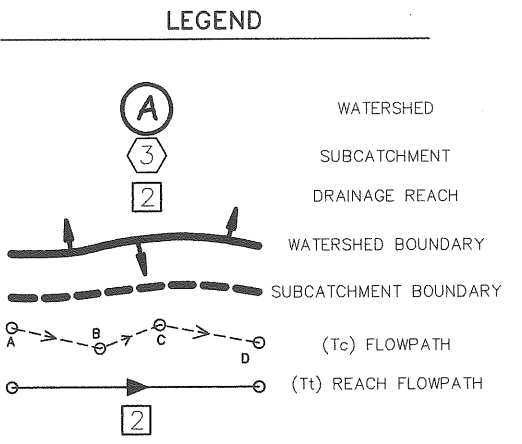 LEGEND
A WATERSHED
3 SUBCATCHMENT
2 DRAINAGE REACH
WATERSHED BOUNDARY
SUBCATCHMENT BOUNDARY
A B C D (Tc) FLOWPATH
(Tt) REACH FLOWPATH
2